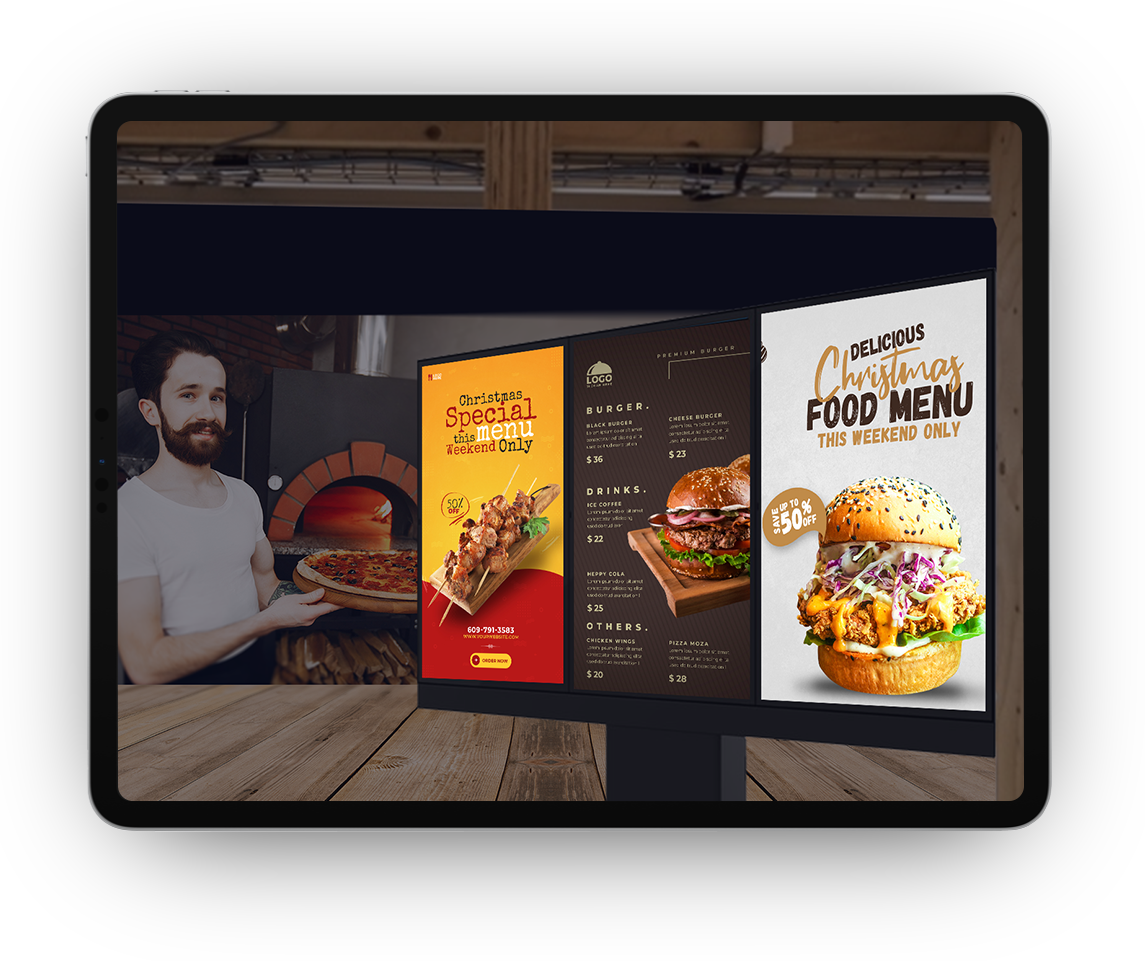 Christmas
Special
this menu
Weekend Only
50%
OFF
609-791-3583
WWW.YOURWEBSITE.COM
ORDER NOW
LOGO
PREMIUM BURGER
BURGER.
BLACK BURGER
$ 36
CHEESE BURGER
$ 23
DRINKS.
ICE COFFEE
$ 22
HEPPY COLA
$ 25
OTHERS.
CHICKEN WINGS
$ 20
PIZZA MOZA
$ 28
DELICIOUS
Christmas
FOOD MENU
THIS WEEKEND ONLY
SAVE UP TO
50% OFF